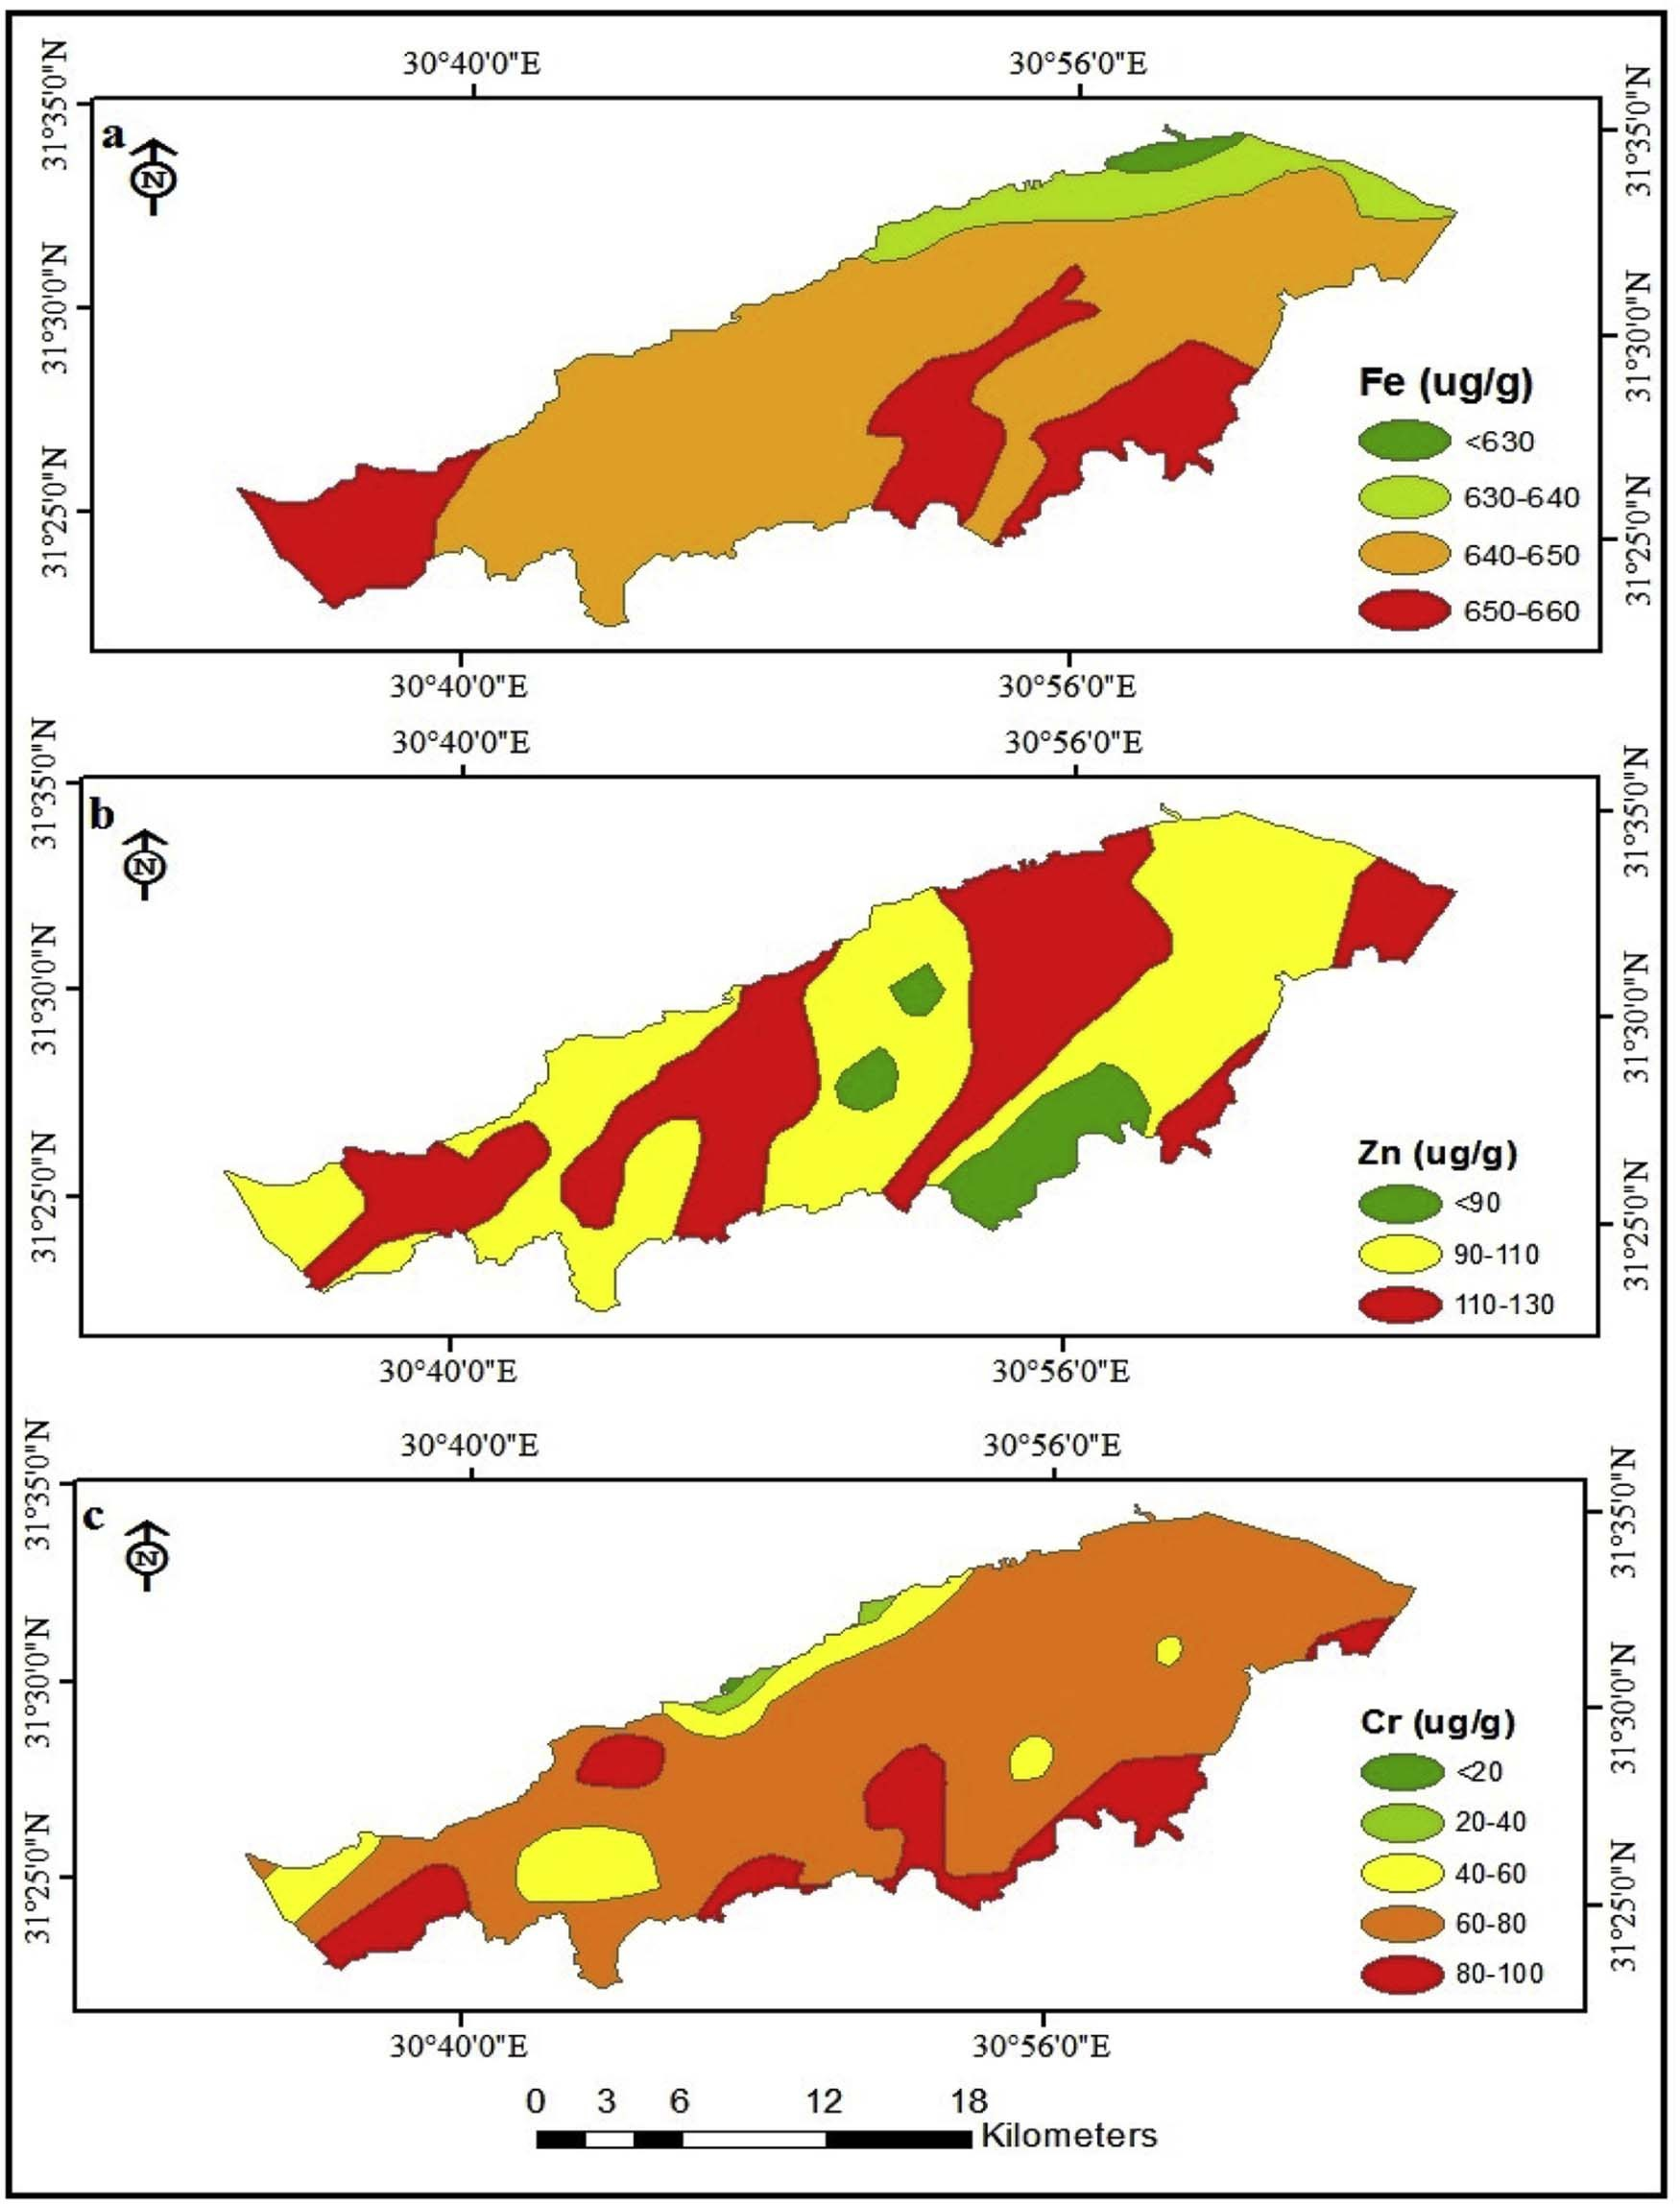 30°40'0"E 30°56'0"E
31°35'0"N
31°35'0"N
a
N
31°30'0"N
31°30'0"N
Fe (ug/g)
<630
630-640
31°25'0"N
31°25'0"N
640-650
650-660
30°40'0"E 30°56'0"E
30°40'0"E 30°56'0"E
31°35'0"N
31°35'0"N
b
N
31°30'0"N
31°30'0"N
Zn (ug/g)
31°25'0"N
31°25'0"N
<90
90-110
110-130
30°40'0"E 30°56'0"E
30°40'0"E 30°56'0"E
31°35'0"N
31°35'0"N
c
N
31°30'0"N
31°30'0"N
Cr (ug/g)
<20
20-40
31°25'0"N
31°25'0"N
40-60
60-80
80-100
30°40'0"E 30°56'0"E
0 3 6 12 18
Kilometers